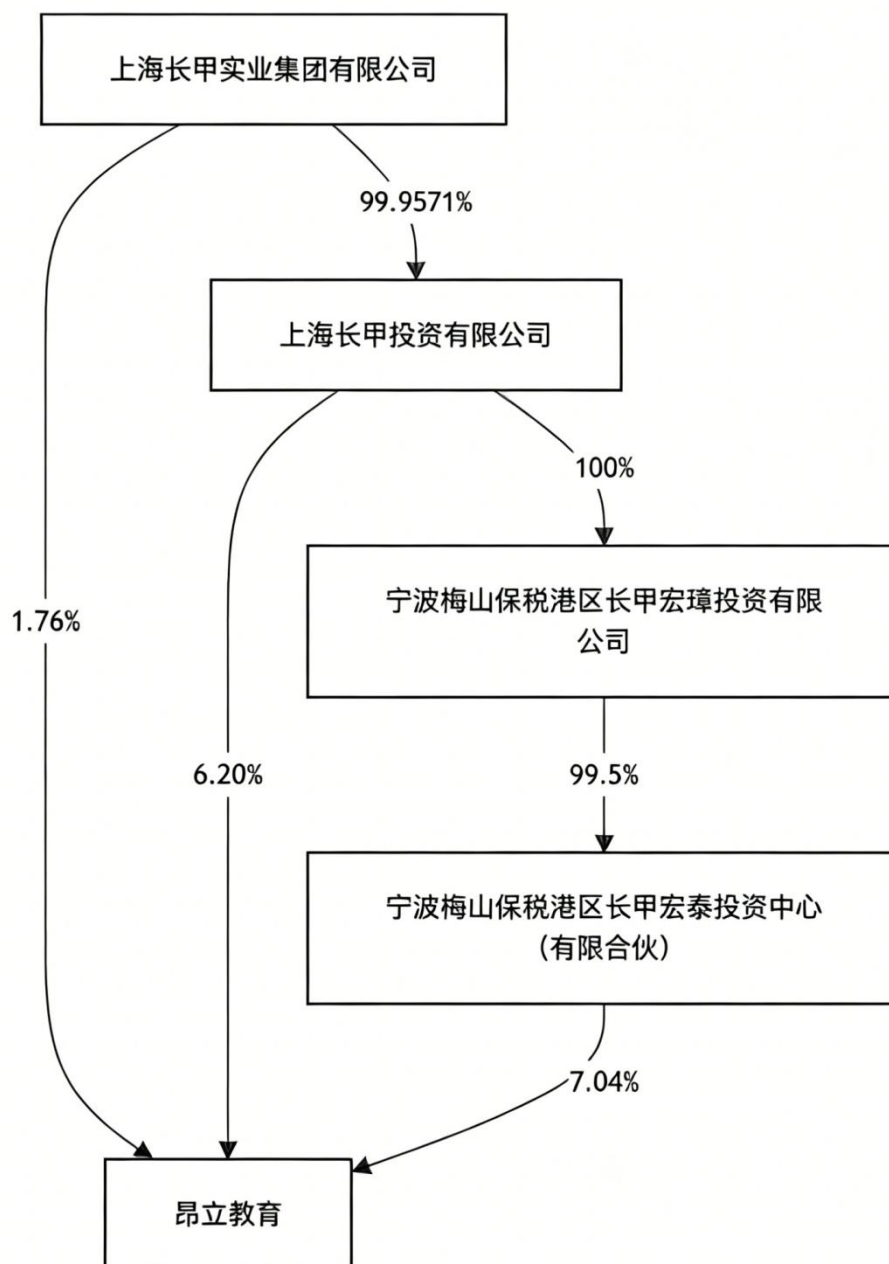 上海长甲实业集团有限公司
99.9571%
上海长甲投资有限公司
100%
宁波梅山保税港区长甲宏璋投资有限
公司
1.76%
6.20%
99.5%
宁波梅山保税港区长甲宏泰投资中心
（有限合伙）
7.04%
昂立教育